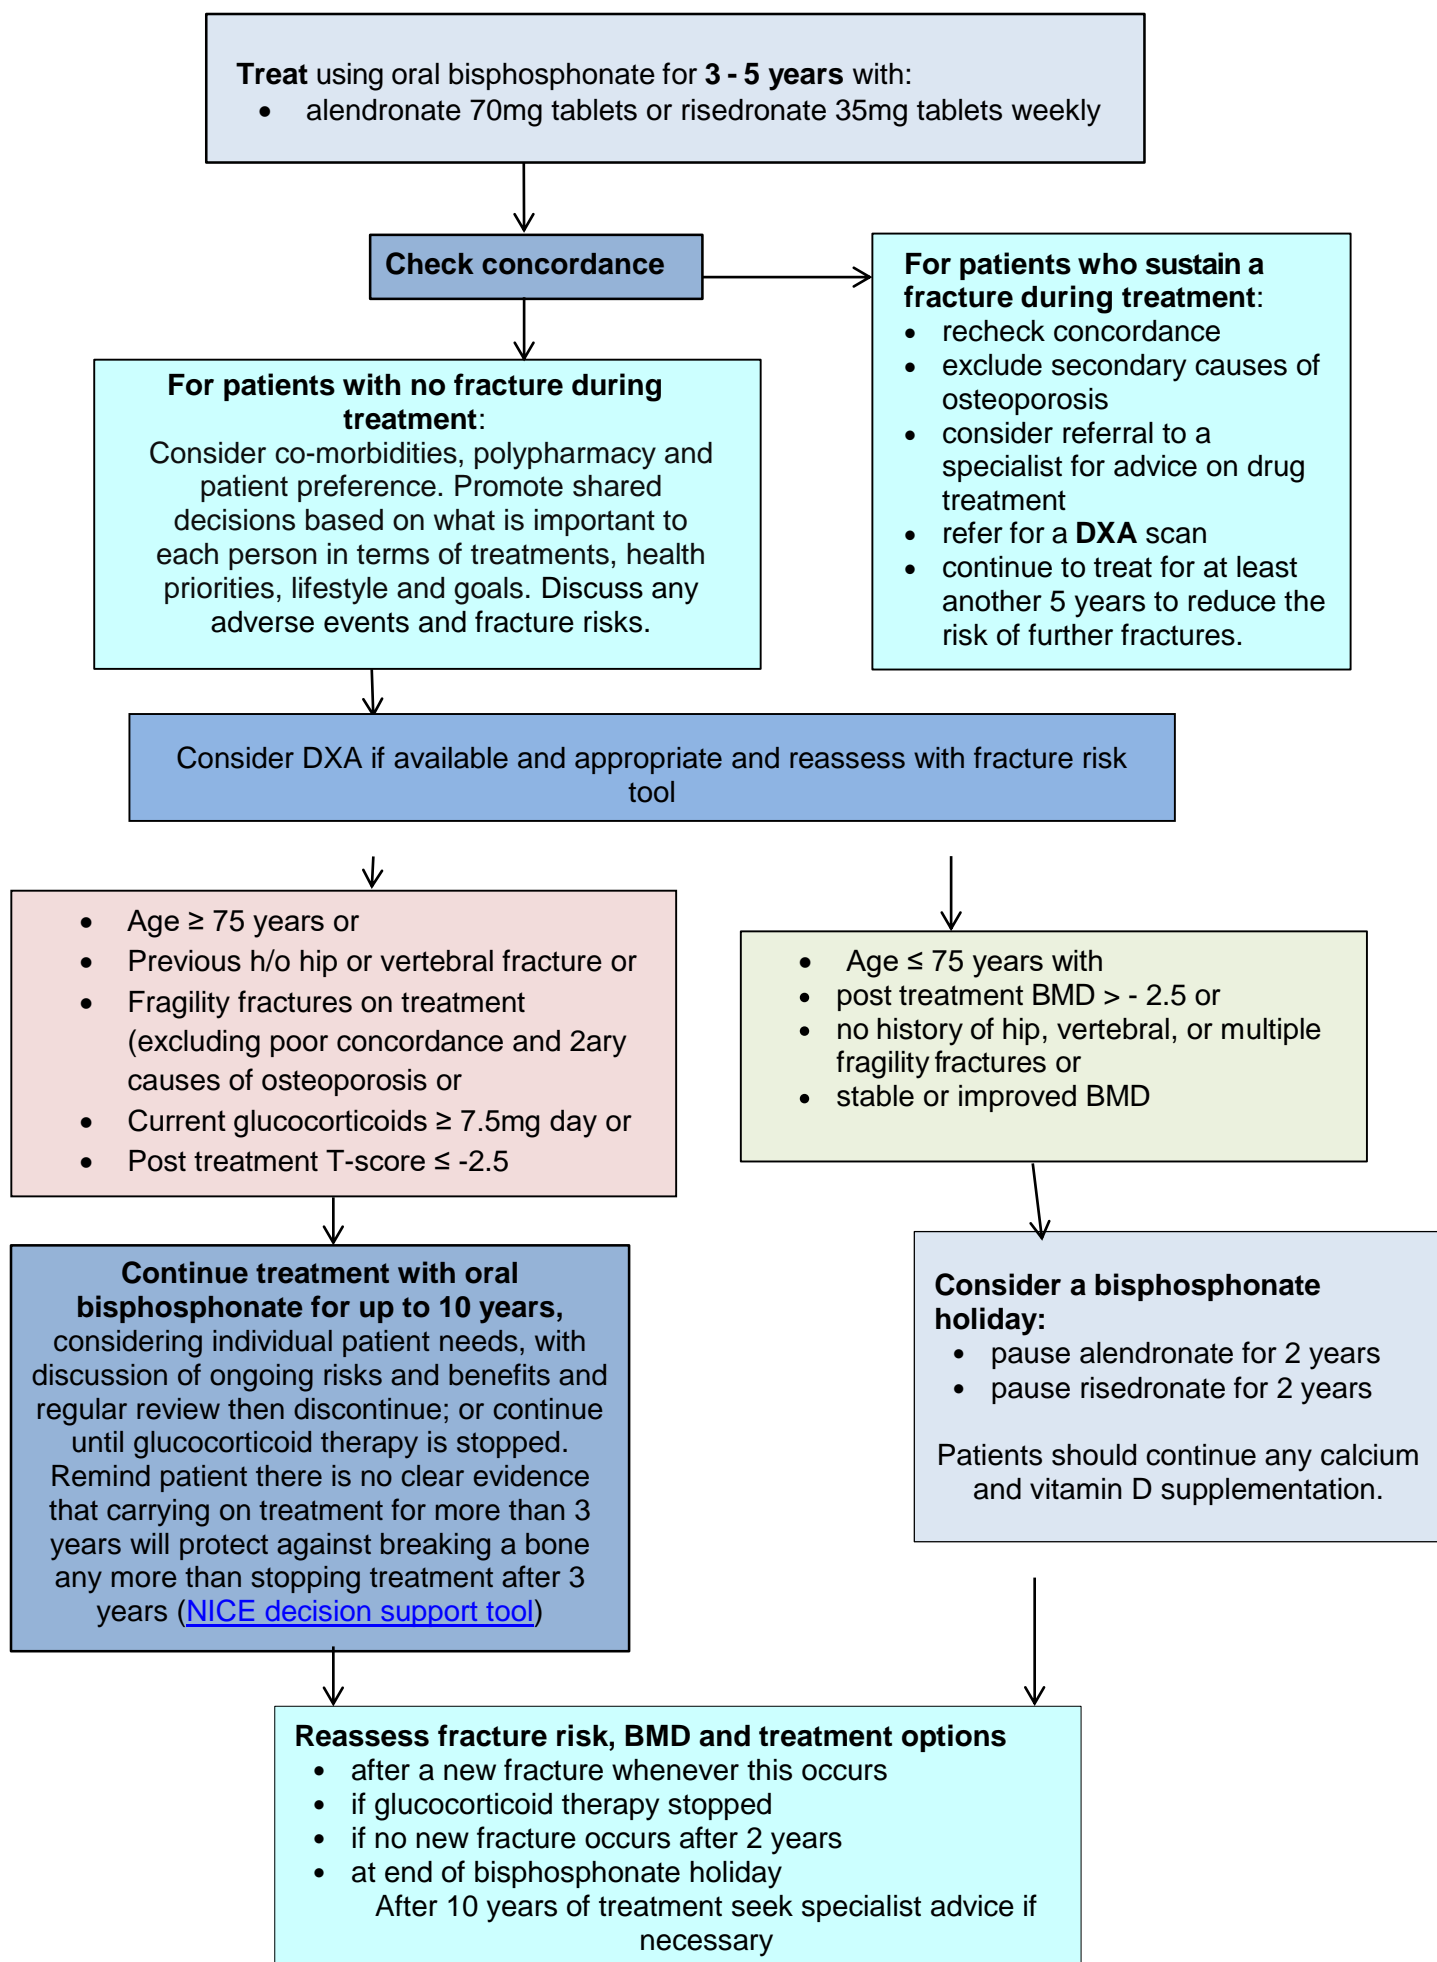 Treat using oral bisphosphonate for 3 - 5 years with:
• alendronate 70mg tablets or risedronate 35mg tablets weekly
Check concordance
For patients who sustain a
fracture during treatment:
• recheck concordance
• exclude secondary causes of
osteoporosis
• consider referral to a
specialist for advice on drug
treatment
• refer for a DXA scan
• continue to treat for at least
another 5 years to reduce the
risk of further fractures.
For patients with no fracture during
treatment:
Consider co-morbidities, polypharmacy and
patient preference. Promote shared
decisions based on what is important to
each person in terms of treatments, health
priorities, lifestyle and goals. Discuss any
adverse events and fracture risks.
Consider DXA if available and appropriate and reassess with fracture risk
tool
• Age ≥ 75 years or
• Previous h/o hip or vertebral fracture or
• Fragility fractures on treatment
(excluding poor concordance and 2ary
causes of osteoporosis or
• Current glucocorticoids ≥ 7.5mg day or
• Post treatment T-score ≤ -2.5
• Age ≤ 75 years with
• post treatment BMD > - 2.5 or
• no history of hip, vertebral, or multiple
fragility fractures or
• stable or improved BMD
Continue treatment with oral
bisphosphonate for up to 10 years,
considering individual patient needs, with
discussion of ongoing risks and benefits and
regular review then discontinue; or continue
until glucocorticoid therapy is stopped.
Remind patient there is no clear evidence
that carrying on treatment for more than 3
years will protect against breaking a bone
any more than stopping treatment after 3
years (NICE decision support tool)
Consider a bisphosphonate
holiday:
• pause alendronate for 2 years
• pause risedronate for 2 years
Patients should continue any calcium
and vitamin D supplementation.
Reassess fracture risk, BMD and treatment options
• after a new fracture whenever this occurs
• if glucocorticoid therapy stopped
• if no new fracture occurs after 2 years
• at end of bisphosphonate holiday
After 10 years of treatment seek specialist advice if
necessary